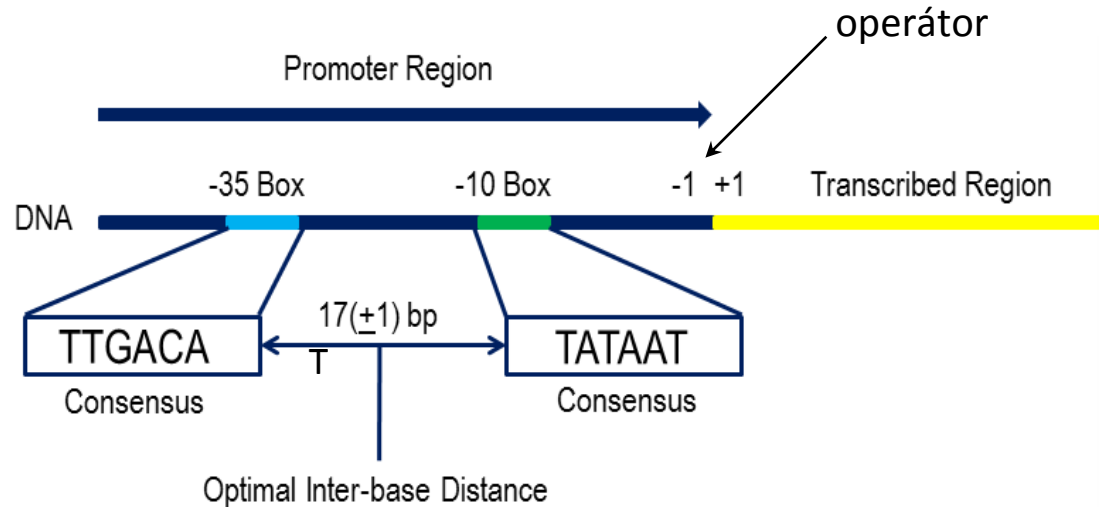 operátor
Promoter Region
-35 Box
-10 Box
-1 +1
Transcribed Region
DNA
17(±1) bp
TTGACA
T
TATAAT
Consensus
Consensus
Optimal Inter-base Distance